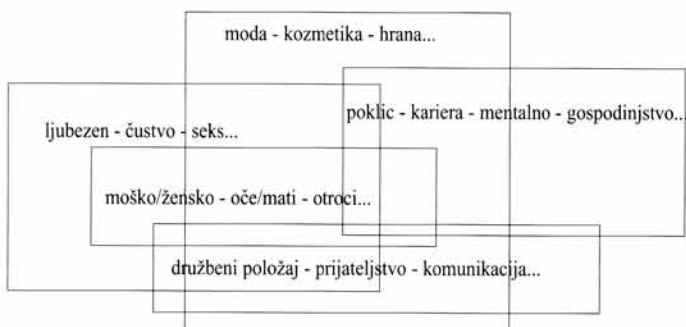 moda - kozmetika - hrana...
poklic - kariera - mentalno - gospodinjstvo...
ljubezen - čustvo - seks...
moško/žensko - oče/mati - otroci...
družbeni položaj - prijateljstvo - komunikacija...